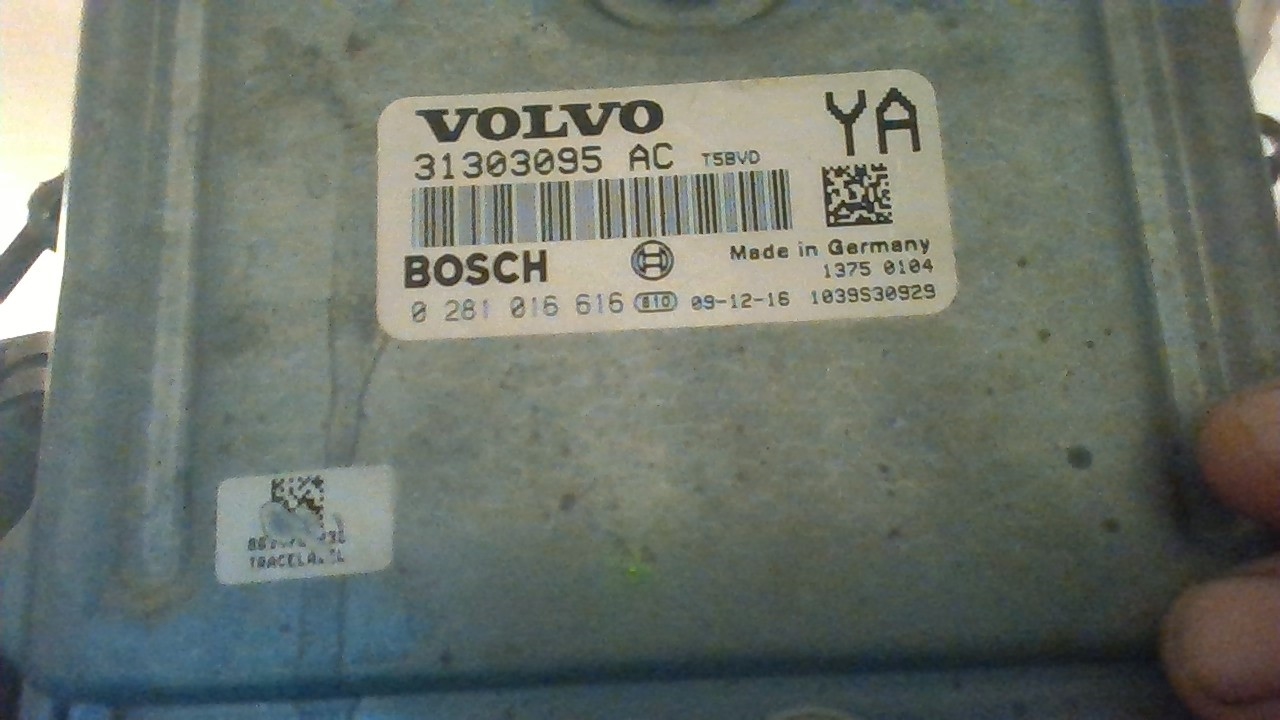 VOLVO
YA
31303095 AC T5BVD
BOSCH
Made in Germany
1375 0104
0 281 016 616 610 09-12-16 1039S30929